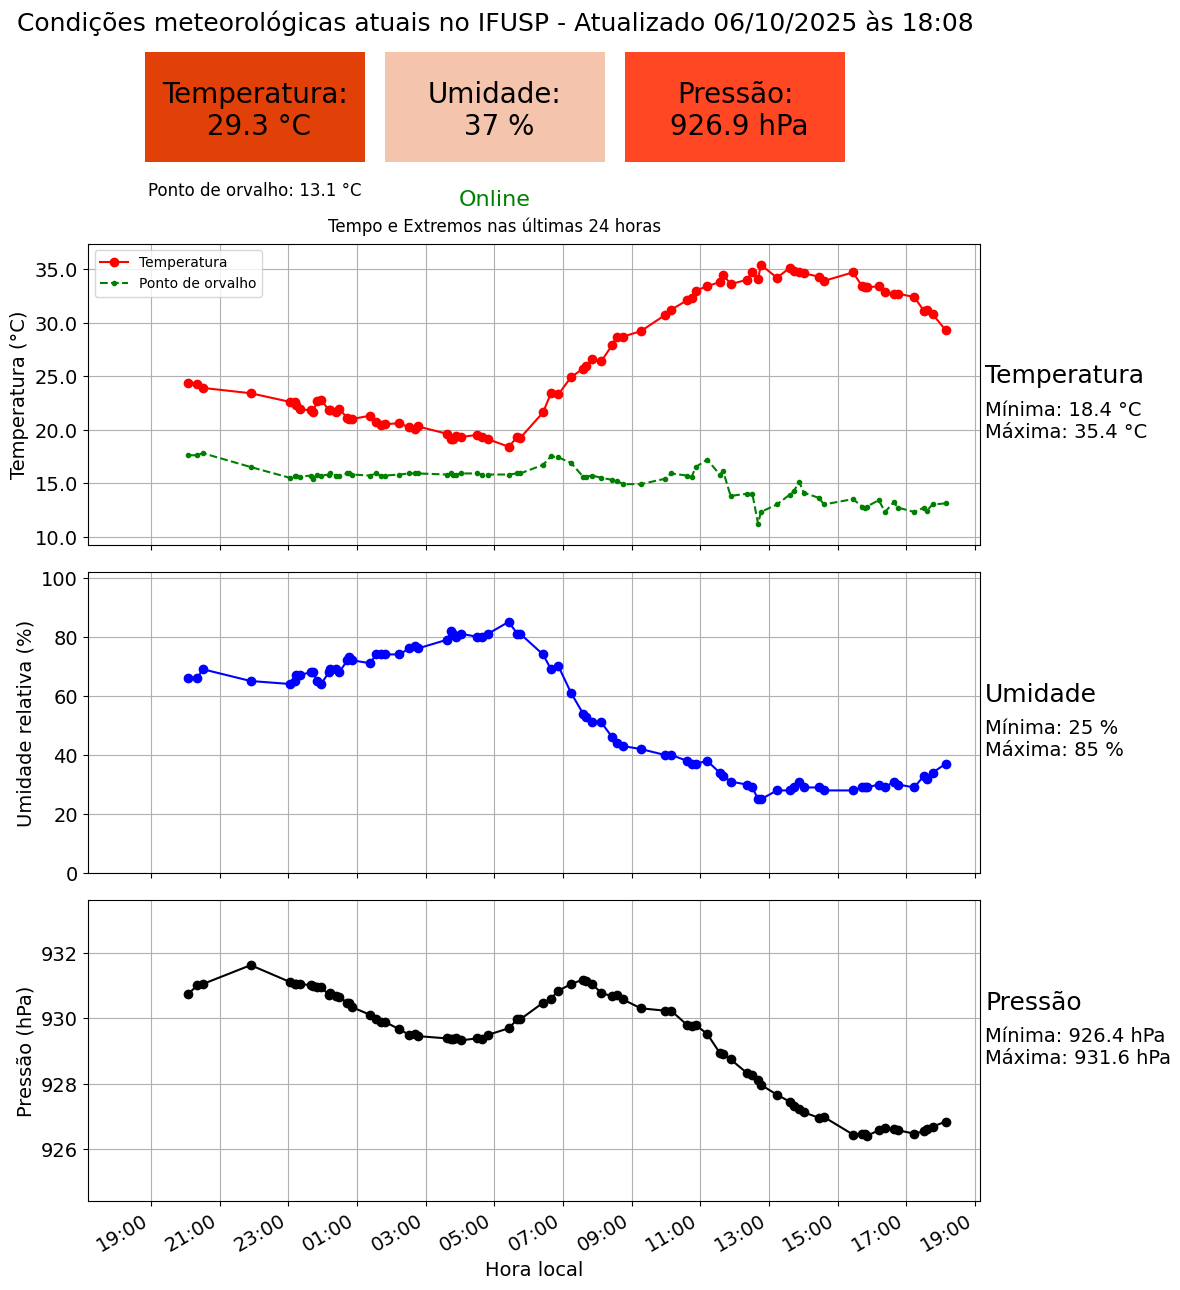 Condições meteorológicas atuais no IFUSP - Atualizado 06/10/2025 às 18:08
Temperatura:
29.3 °C
Umidade:
37 %
Pressão:
926.9 hPa
Ponto de orvalho: 13.1 °C
Online
Tempo e Extremos nas últimas 24 horas
Temperatura
Ponto de orvalho
Temperatura (°C)
35.0
30.0
25.0
20.0
15.0
10.0
Temperatura
Mínima: 18.4 °C
Máxima: 35.4 °C
Umidade relativa (%)
100
80
60
40
20
0
Umidade
Mínima: 25 %
Máxima: 85 %
Pressão (hPa)
932
930
928
926
Pressão
Mínima: 926.4 hPa
Máxima: 931.6 hPa
19:00
21:00
23:00
01:00
03:00
05:00
07:00
09:00
11:00
13:00
15:00
17:00
19:00
Hora local